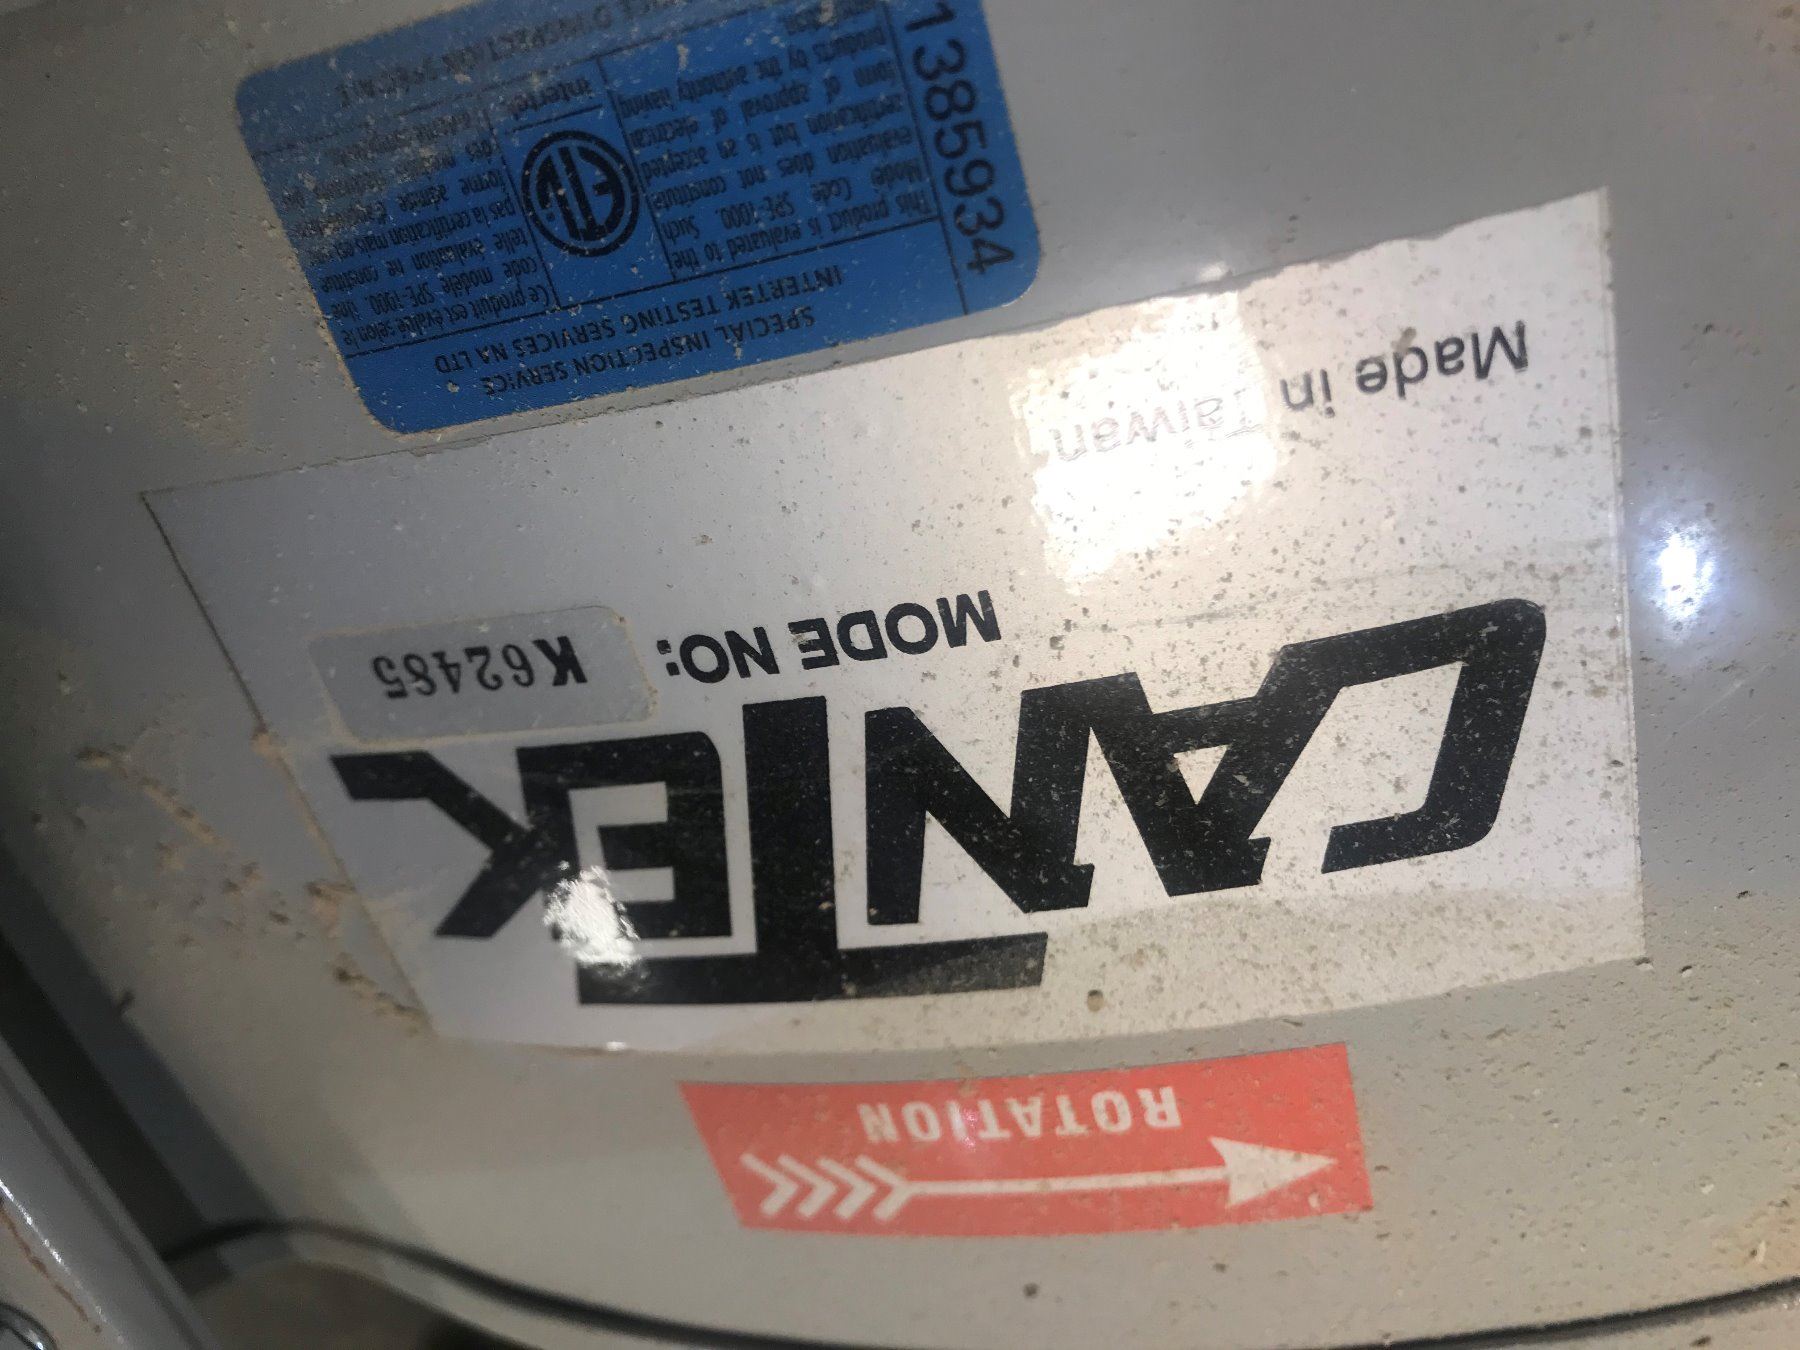 ROTATION
CANTEK
MODE NO: K62485
Made in Taiwan
1385934
SPECIAL INSPECTION SERVICE
INTERTEK TESTING SERVICES NA LTD
This product is evaluated to the
Model Code SPE-1000. Such
evaluation does not constitute
certification but is an accepted
form of approval of electrical
products by the authority having
ETL
Intertek
Ce produit est évalué selon le
code modèle SPE-1000. Une
telle évaluation ne constitue
pas la certification mais est une
forme admise